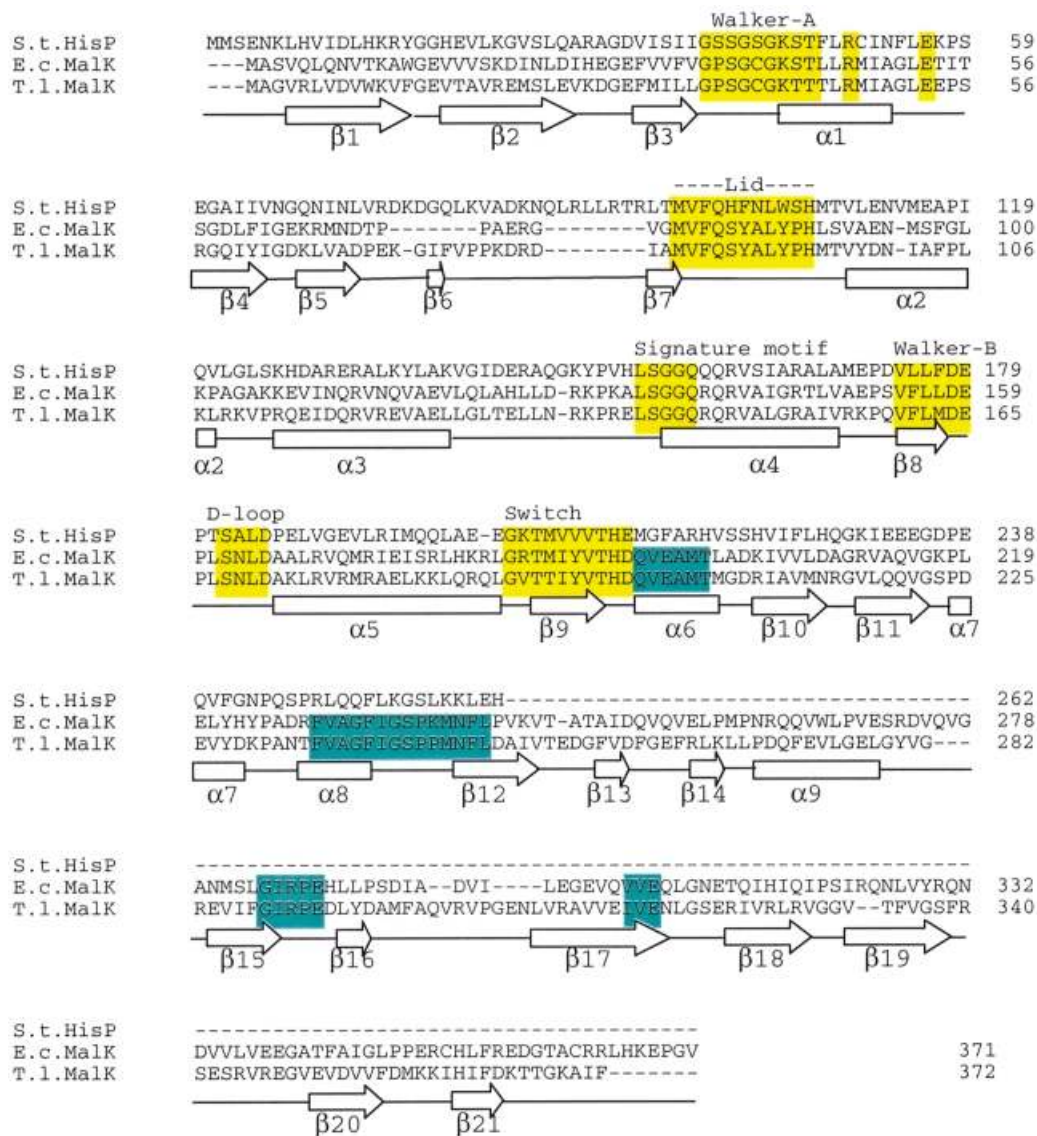 Walker-A
S.t.HisP MMSENKLHVIDLHKRYGGHEVLKGVSLQARAGDVISIIGSSGSGKSTFLRCINFLEKPS 59
E.c.MalK ---MASVQLQNVTKAWGEVVVSKDINLDIHEGEFVVFVGPSGCGKSTLLRMIAGLETIT 56
T.l.MalK ---MAGVRLVDVWKVFGEVTAVREMSLEVKDGEFMILLGPSGCGKTTTLRMIAGLEEPS 56
β1 β2 β3 α1
----Lid----
S.t.HisP EGAIIVNGQNINLVRDKDGQLKVADKNQLRLLRTRLTMVFQHFNLWSHMTVLENVMEAPI 119
E.c.MalK SGDLFIGEKRMNDTP-------PAERG---------VGMVFQSYALYPHLSVAENMSFGL 100
T.l.MalK RGQIYIGDKLVADPEK-GIFVPPKDRD--------IAMVFQSYALYPHMTVYDN-IAFPL 106
β4 β5 β6 β7 α2
Signature motif Walker-B
S.t.HisP QVLGLSKHDARERALKYLAKVGIDERAQGKYPVHLSGGQQQRVSIARALAMEPDVLLFDE 179
E.c.MalK KPAGAKKEVINQRVNQVAEVLQLAHLLD-RKPKALSGGQRQRVAIGRTLVAEPSVFLLDE 159
T.l.MalK KLRKVPRQEIDQRVREVAELLGLTELLN-RKPRELSGGQRQRVALGRAIVRKPQVFLMDE 165
α2 α3 α4 β8
D-loop Switch
S.t.HisP PTSALDPELVGEVLRIMQQLAE-EGKTMVVVTHEMGFARHVSSHVIFLHQGKIEEEGDPE 238
E.c.MalK PLSNLDAALRVQMRIEISRLHKRLGRTMIYVTHDQVEAMTLADKIVVLDAGRVAQVGKPL 219
T.l.MalK PLSNLDAKLRVRMRAELKKLQRQLGVTTIYVTHDQVEAMTMGDRIAVMNRGVLQQVGSPD 225
α5 β9 α6 β10 β11 α7
S.t.HisP QVFGNPQSPRLQQFLKGSLKKLEH------------------------------------ 262
E.c.MalK ELYHYPADRFVAGFIGSPKMNFLPVKVT-ATAIDQVQVELPMPNRQQVWLPVESRDVQVG 278
T.l.MalK EVYDKPANTFVAGFIGSPPMNFLDAIVTEDGFVDFGEFRLKLLPDQFEVLGELGYVG--- 282
α7 α8 β12 β13 β14 α9
S.t.HisP ------------------------------------------------------------
E.c.MalK ANMSLGIRPEHLLPSDIA--DVI----LEGEVQVVEQLGNETQIHIQIPSIRQNLVYRQN 332
T.l.MalK REVIFGIRPEDLYDAMFAQVRVPGENLVRAVVEIVENLGSERIVRLRVGGV--TFVGSFR 340
β15 β16 β17 β18 β19
S.t.HisP ---------------------------------------
E.c.MalK DVVLVEEGATFAIGLPPERCHLFREDGTACRRLHKEPGV 371
T.l.MalK SESRVREGVEVDVVFDMKKIHIFDKTTGKAIF------- 372
β20 β21